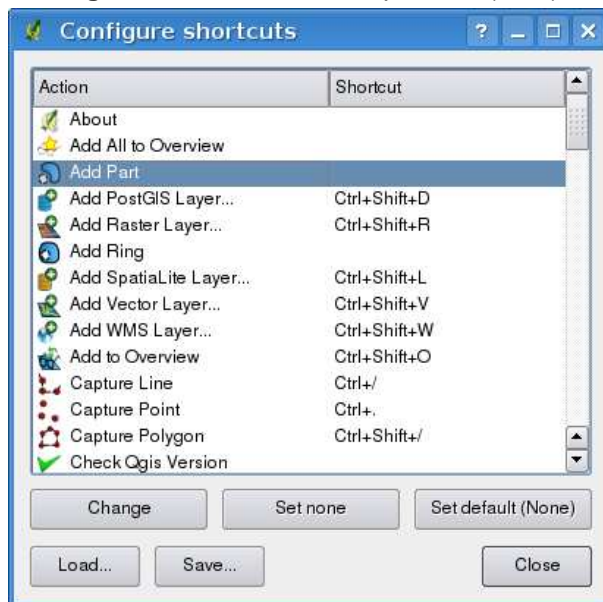 Configure shortcuts
Action Shortcut
About
Add All to Overview
Add Part
Add PostGIS Layer... Ctrl+Shift+D
Add Raster Layer... Ctrl+Shift+R
Add Ring
Add SpatiaLite Layer... Ctrl+Shift+L
Add Vector Layer... Ctrl+Shift+V
Add WMS Layer... Ctrl+Shift+W
Add to Overview Ctrl+Shift+O
Capture Line Ctrl+/
Capture Point Ctrl+.
Capture Polygon Ctrl+Shift+/
Check Qgis Version
Change Set none Set default (None)
Load... Save... Close